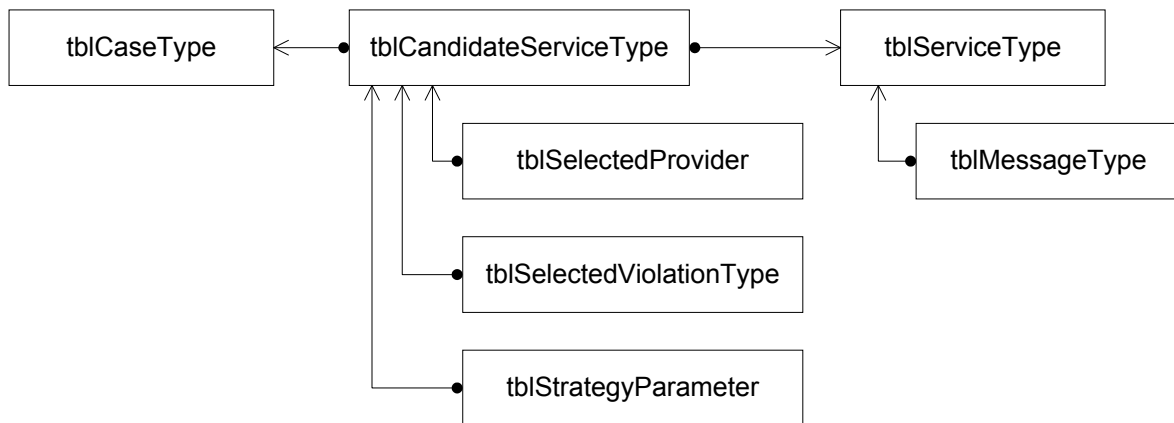 tblCaseType
tblCandidateServiceType
tblServiceType
tblSelectedProvider
tblMessageType
tblSelectedViolationType
tblStrategyParameter